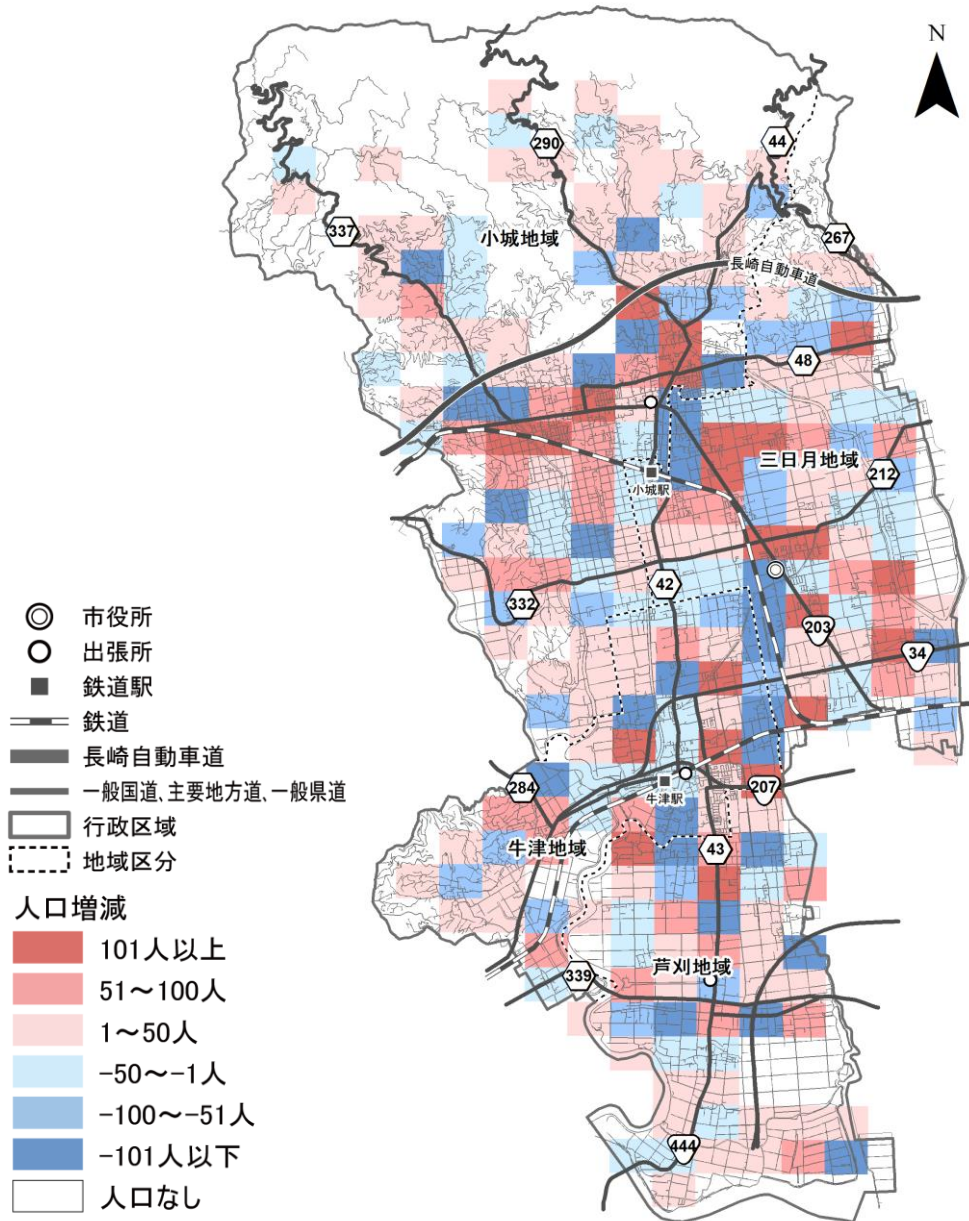 N
290
44
337
小城地域
267
長崎自動車道
48
三日月地域
212
小城駅
42
332
203
34
284
牛津駅
207
牛津地域
43
339
芦刈地域
444
市役所
出張所
鉄道駅
鉄道
長崎自動車道
一般国道、主要地方道、一般県道
行政区域
地域区分
人口増減
101人以上
51～100人
1～50人
-50～-1人
-100～-51人
-101人以下
人口なし